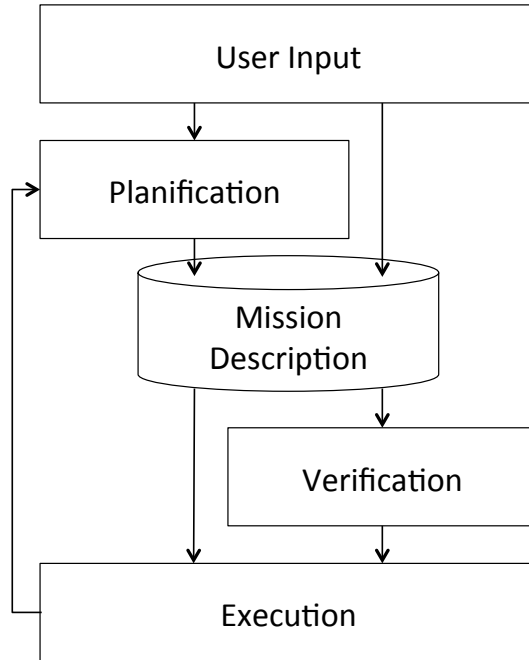 User Input
Planification
Mission
Description
Verification
Execution